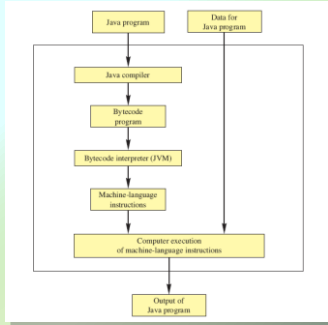 Java program
Data for
Java program
Java compiler
Bytecode
program
Bytecode interpreter (JVM)
Machine-language
instructions
Computer execution
of machine-language instructions
Output of
Java program